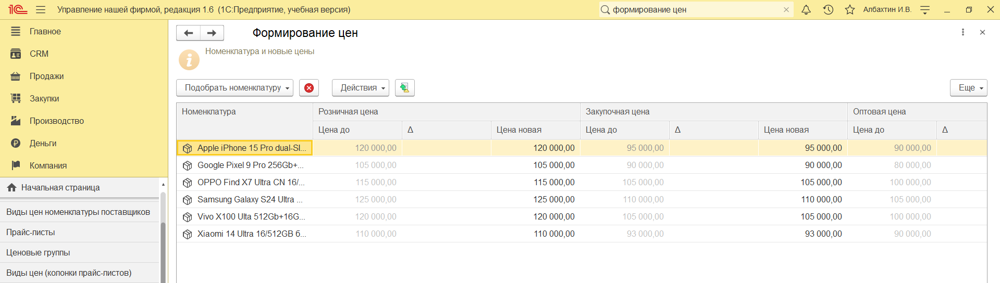 1С Управление нашей фирмой, редакция 1.6 (1С:Предприятие, учебная версия) формирование цен Албахтин И.В.
Главное
CRM
Продажи
Закупки
Производство
Деньги
Компания
Начальная страница
Виды цен номенклатуры поставщиков
Прайс-листы
Ценовые группы
Виды цен (колонки прайс-листов)
Формирование цен
Номенклатура и новые цены
Подобрать номенклатуру Действия Еще
Номенклатура Розничная цена Закупочная цена Оптовая цена
Цена до Δ Цена новая Цена до Δ Цена новая Цена до Δ
Apple iPhone 15 Pro dual-SI... 120 000,00 120 000,00 95 000,00 95 000,00 90 000,00
Google Pixel 9 Pro 256Gb+... 105 000,00 105 000,00 90 000,00 90 000,00 80 000,00
OPPO Find X7 Ultra CN 16/... 115 000,00 115 000,00 105 000,00 105 000,00 100 000,00
Samsung Galaxy S24 Ultra ... 125 000,00 125 000,00 110 000,00 110 000,00 105 000,00
Vivo X100 Ulta 512Gb+16G... 120 000,00 120 000,00 105 000,00 105 000,00 100 000,00
Xiaomi 14 Ultra 16/512GB б... 110 000,00 110 000,00 93 000,00 93 000,00 90 000,00